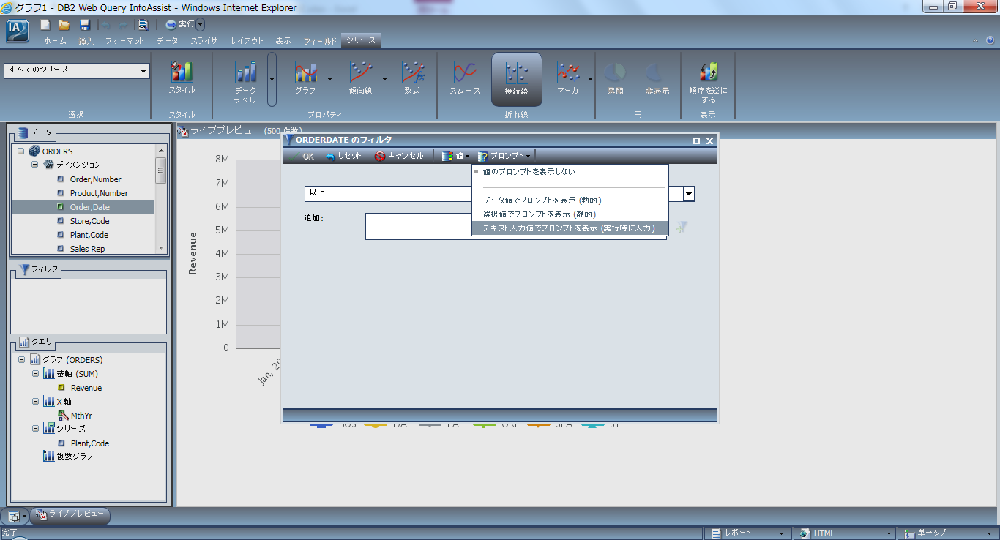 グラフ1 - DB2 Web Query InfoAssist - Windows Internet Explorer
IA
実行
ホーム 挿入 フォーマット データ スライサ レイアウト 表示 フィールド シリーズ
すべてのシリーズ
スタイル
データ
ラベル
グラフ
傾向線
数式
スムース
接続線
マーカ
展開
非表示
順序を逆に
する
選択 スタイル プロパティ 折れ線 円 表示
データ
ORDERS
ディメンション
Order,Number
Product,Number
Order,Date
Store,Code
Plant,Code
Sales Rep
フィルタ
クエリ
グラフ (ORDERS)
基軸 (SUM)
Revenue
X 軸
MthYr
シリーズ
Plant,Code
複数グラフ
ライブプレビュー (500 件数)
8M
7M
6M
5M
4M
3M
2M
1M
0
Revenue
Jan, 20
ORDERDATE のフィルタ
OK リセット キャンセル 値 プロンプト
以上
追加:
値のプロンプトを表示しない
データ値でプロンプトを表示 (動的)
選択値でプロンプトを表示 (静的)
テキスト入力値でプロンプトを表示 (実行時に入力)
BOS DAL LA ORL SEA STL
ライブプレビュー
完了
レポート
HTML
単一タブ